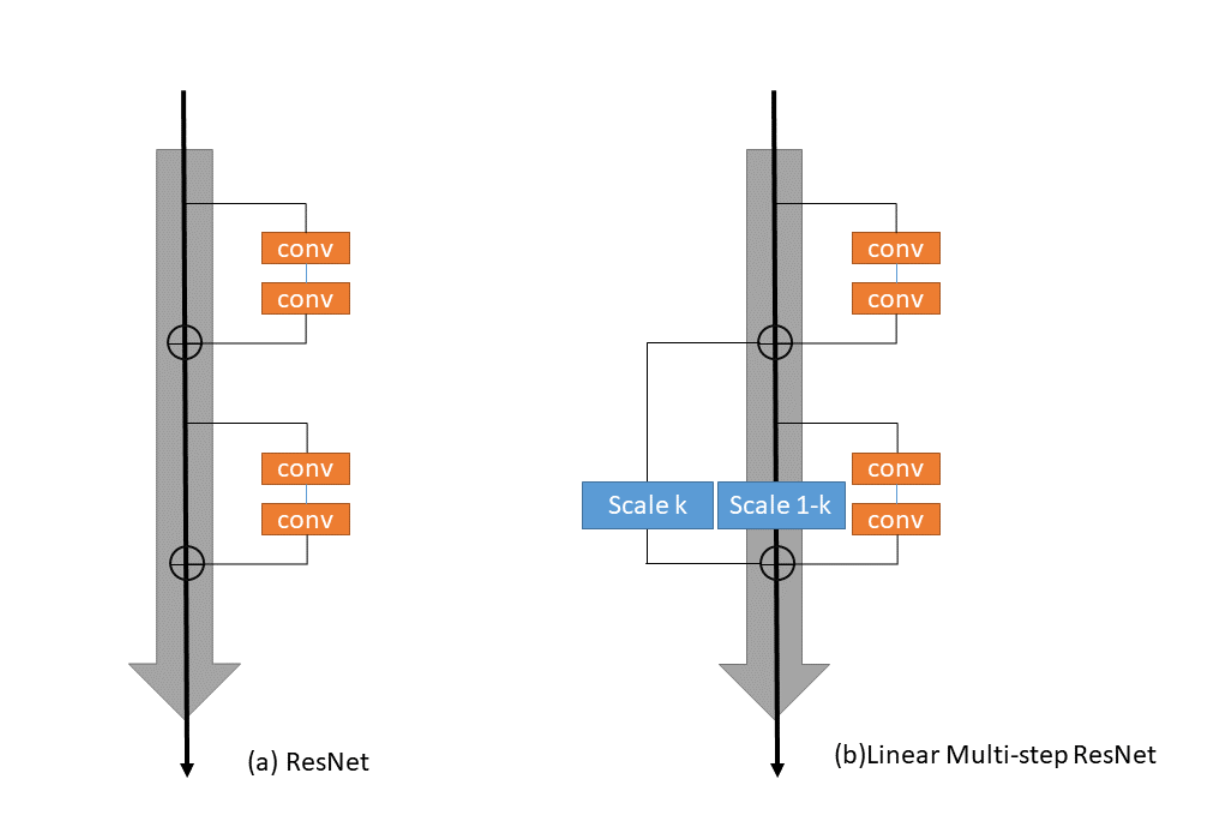 conv
conv
conv
conv
(a) ResNet
conv
conv
Scale k
Scale 1-k
conv
conv
(b)Linear Multi-step ResNet